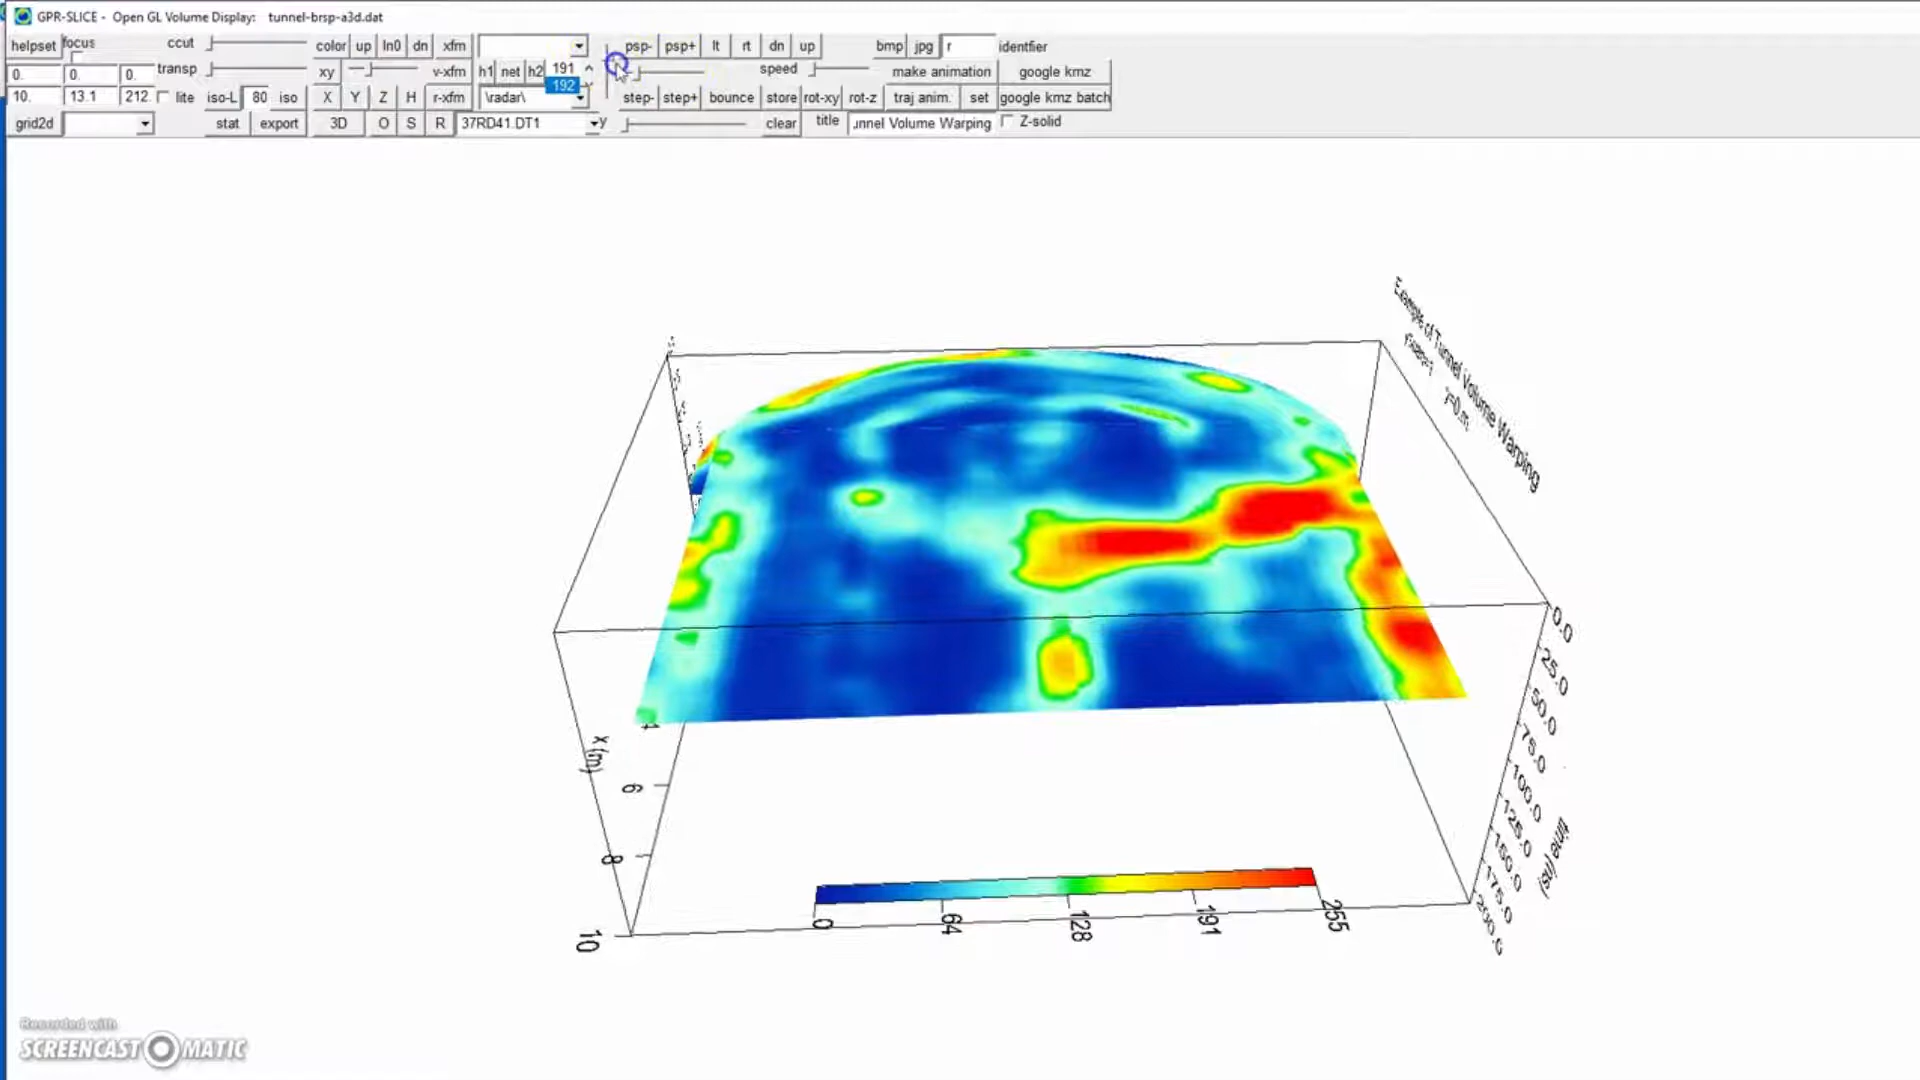 GPR-SLICE - Open GL Volume Display: tunnel-brsp-a3d.dat
helpset focus ccut color up ln0 dn xfm psp- psp+ lt rt dn up bmp jpg r identfier
0. 0. 0. transp xy v-xfm h1 net h2 191 speed make animation google kmz
192
10. 13.1 212. lite iso-L 80 iso X Y Z H r-xfm \radar\ step- step+ bounce store rot-xy rot-z traj anim. set google kmz batch
grid2d stat export 3D O S R 37RD41.DT1 y clear title unnel Volume Warping Z-solid
Example of Tunnel Volume Warping
y=0.m
0.0
25.0
50.0
75.0
100.0
125.0
150.0
175.0
200.0
time (ns)
4
x (m)
6
8
10
0 64 128 191 255
Recorded with
SCREENCAST MATIC